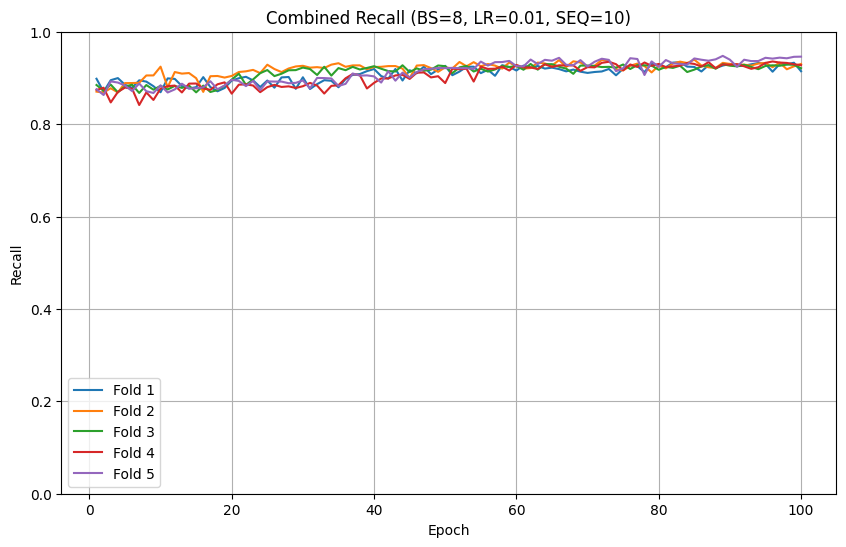 Combined Recall (BS=8, LR=0.01, SEQ=10)
1.0
0.8
0.6
0.4
0.2
0.0
Recall
Fold 1
Fold 2
Fold 3
Fold 4
Fold 5
0 20 40 60 80 100
Epoch